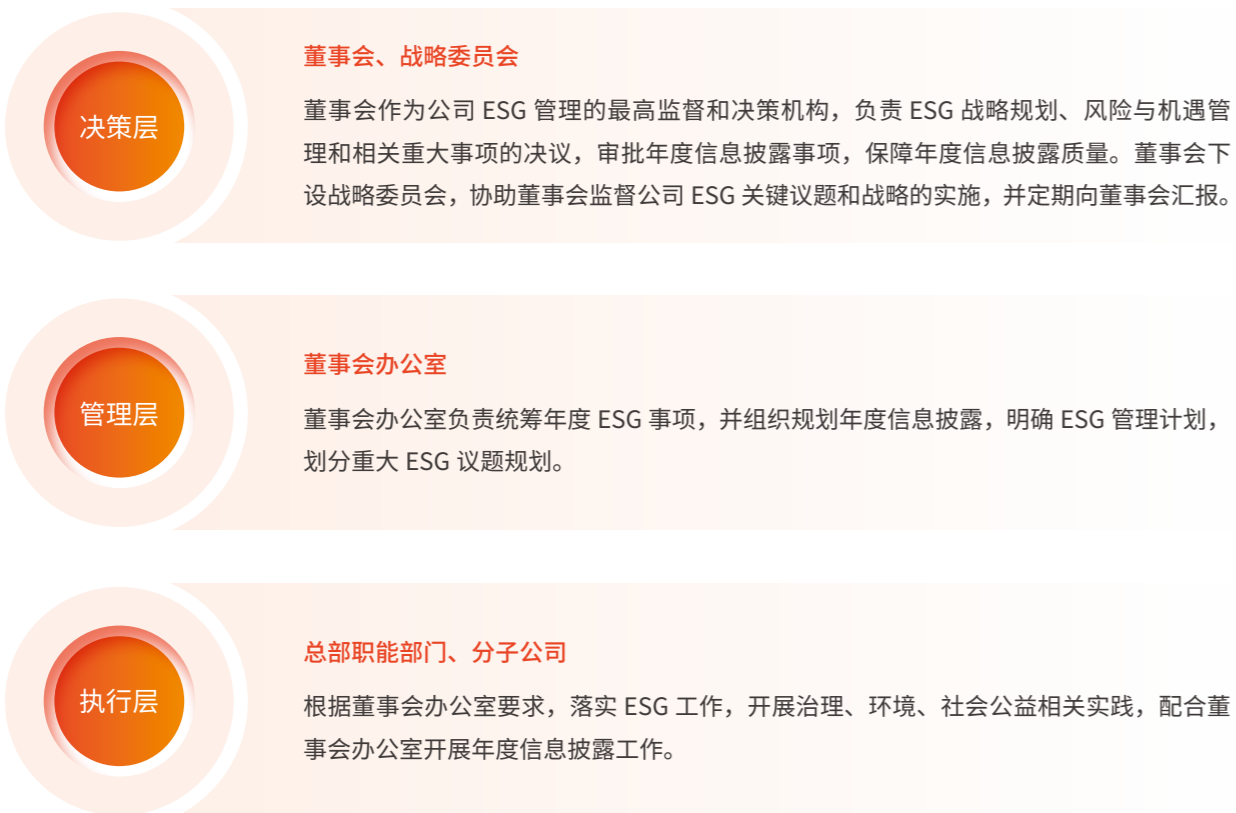 决策层
董事会、战略委员会
董事会作为公司 ESG 管理的最高监督和决策机构，负责 ESG 战略规划、风险与机遇管
理和相关重大事项的决议，审批年度信息披露事项，保障年度信息披露质量。董事会下
设战略委员会，协助董事会监督公司 ESG 关键议题和战略的实施，并定期向董事会汇报。
管理层
董事会办公室
董事会办公室负责统筹年度 ESG 事项，并组织规划年度信息披露，明确 ESG 管理计划，
划分重大 ESG 议题规划。
执行层
总部职能部门、分子公司
根据董事会办公室要求，落实 ESG 工作，开展治理、环境、社会公益相关实践，配合董
事会办公室开展年度信息披露工作。